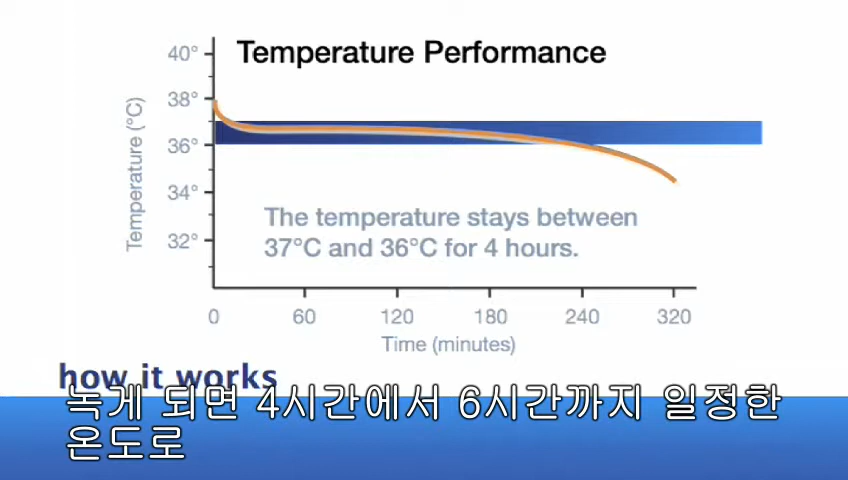 Temperature Performance
40°
38°
36°
34°
32°
Temperature (°C)
The temperature stays between
37°C and 36°C for 4 hours.
0 60 120 180 240 320
Time (minutes)
how it works
녹게 되면 4시간에서 6시간까지 일정한
온도로